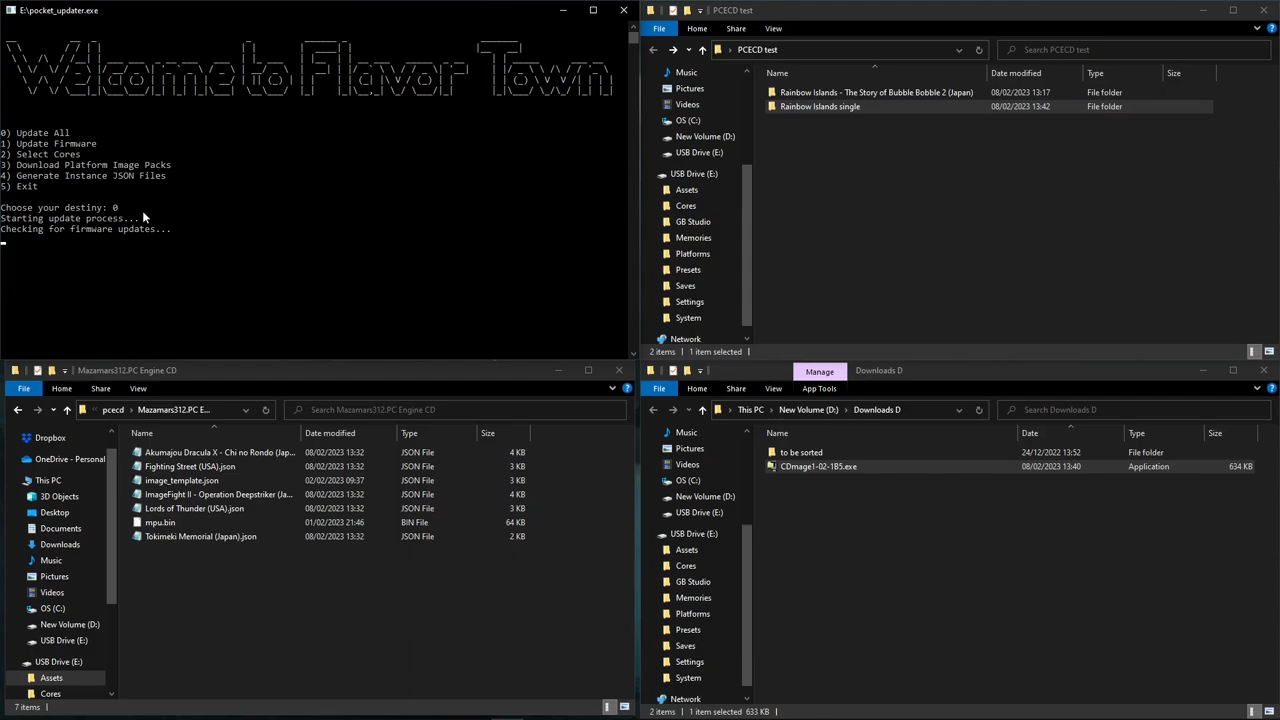 E:\pocket_updater.exe
Welcome to Flavor Town
0) Update All
1) Update Firmware
2) Select Cores
3) Download Platform Image Packs
4) Generate Instance JSON Files
5) Exit
Choose your destiny: 0
Starting update process...
Checking for firmware updates...
PCECD test
File Home Share View
PCECD test
Search PCECD test
Name Date modified Type Size
Music
Pictures
Videos
OS (C:)
New Volume (D:)
USB Drive (E:)
USB Drive (E:)
Assets
Cores
GB Studio
Memories
Platforms
Presets
Saves
Settings
System
Network
Rainbow Islands - The Story of Bubble Bobble 2 (Japan) 08/02/2023 13:17 File folder
Rainbow Islands single 08/02/2023 13:42 File folder
2 items 1 item selected
Mazamars312.PC Engine CD
File Home Share View
pcecd Mazamars312.PC E...
Search Mazamars312.PC Engine CD
Name Date modified Type Size
Dropbox
OneDrive - Personal
This PC
3D Objects
Desktop
Documents
Downloads
Music
Pictures
Videos
OS (C:)
New Volume (D:)
USB Drive (E:)
USB Drive (E:)
Assets
Cores
Akumajou Dracula X - Chi no Rondo (Jap... 08/02/2023 13:32 JSON File 4 KB
Fighting Street (USA).json 08/02/2023 13:32 JSON File 3 KB
image_template.json 02/02/2023 09:37 JSON File 3 KB
ImageFight II - Operation Deepstriker (Ja... 08/02/2023 13:32 JSON File 4 KB
Lords of Thunder (USA).json 08/02/2023 13:32 JSON File 3 KB
mpu.bin 01/02/2023 21:46 BIN File 64 KB
Tokimeki Memorial (Japan).json 08/02/2023 13:32 JSON File 2 KB
7 items
Manage Downloads D
File Home Share View App Tools
This PC New Volume (D:) Downloads D
Search Downloads D
Name Date Type Size
Music
Pictures
Videos
OS (C:)
New Volume (D:)
USB Drive (E:)
USB Drive (E:)
Assets
Cores
GB Studio
Memories
Platforms
Presets
Saves
Settings
System
Network
to be sorted 24/12/2022 13:52 File folder
CDmage1-02-1B5.exe 08/02/2023 13:40 Application 634 KB
2 items 1 item selected 633 KB